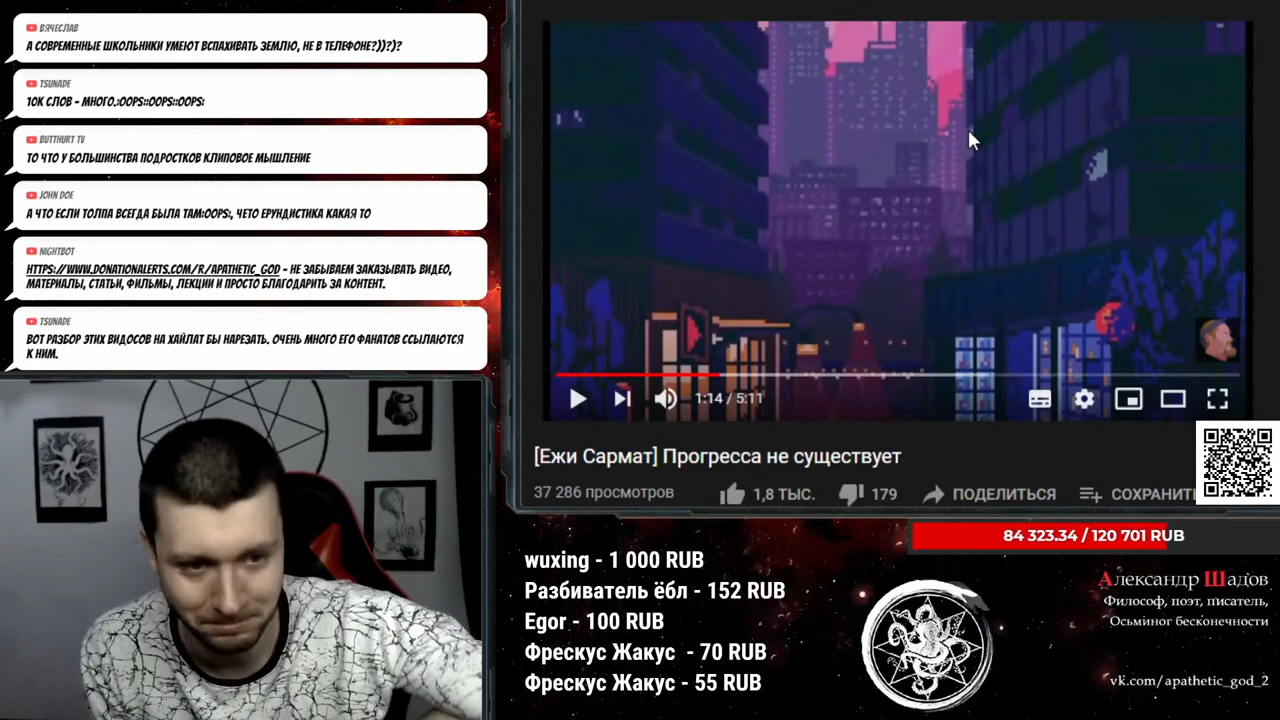 ВЯЧЕСЛАВ
А СОВРЕМЕННЫЕ ШКОЛЬНИКИ УМЕЮТ ВСПАХИВАТЬ ЗЕМЛЮ, НЕ В ТЕЛЕФОНЕ?))?)?
TSUNADE
10К СЛОВ - МНОГО.:OOPS::OOPS::OOPS:
BUTTHURT TV
ТО ЧТО У БОЛЬШИНСТВА ПОДРОСТКОВ КЛИПОВОЕ МЫШЛЕНИЕ
JOHN DOE
А ЧТО ЕСЛИ ТОЛПА ВСЕГДА БЫЛА ТАМ:OOPS:, ЧЕТО ЕРУНДИСТИКА КАКАЯ ТО
NIGHTBOT
HTTPS://WWW.DONATIONALERTS.COM/R/APATHETIC_GOD - НЕ ЗАБЫВАЕМ ЗАКАЗЫВАТЬ ВИДЕО,
МАТЕРИАЛЫ, СТАТЬИ, ФИЛЬМЫ, ЛЕКЦИИ И ПРОСТО БЛАГОДАРИТЬ ЗА КОНТЕНТ.
TSUNADE
ВОТ РАЗБОР ЭТИХ ВИДОСОВ НА ХАЙЛАТ БЫ НАРЕЗАТЬ. ОЧЕНЬ МНОГО ЕГО ФАНАТОВ ССЫЛАЮТСЯ
К НИМ.
1:14 / 5:11
[Ежи Сармат] Прогресса не существует
37 286 просмотров
1,8 ТЫС.
179
ПОДЕЛИТЬСЯ
СОХРАНИТЬ
84 323.34 / 120 701 RUB
wuxing - 1 000 RUB
Разбиватель ёбл - 152 RUB
Egor - 100 RUB
Фрескус Жакус - 70 RUB
Фрескус Жакус - 55 RUB
Александр Шадов
Философ, поэт, писатель,
Осьминог бесконечности
vk.com/apathetic_god_2